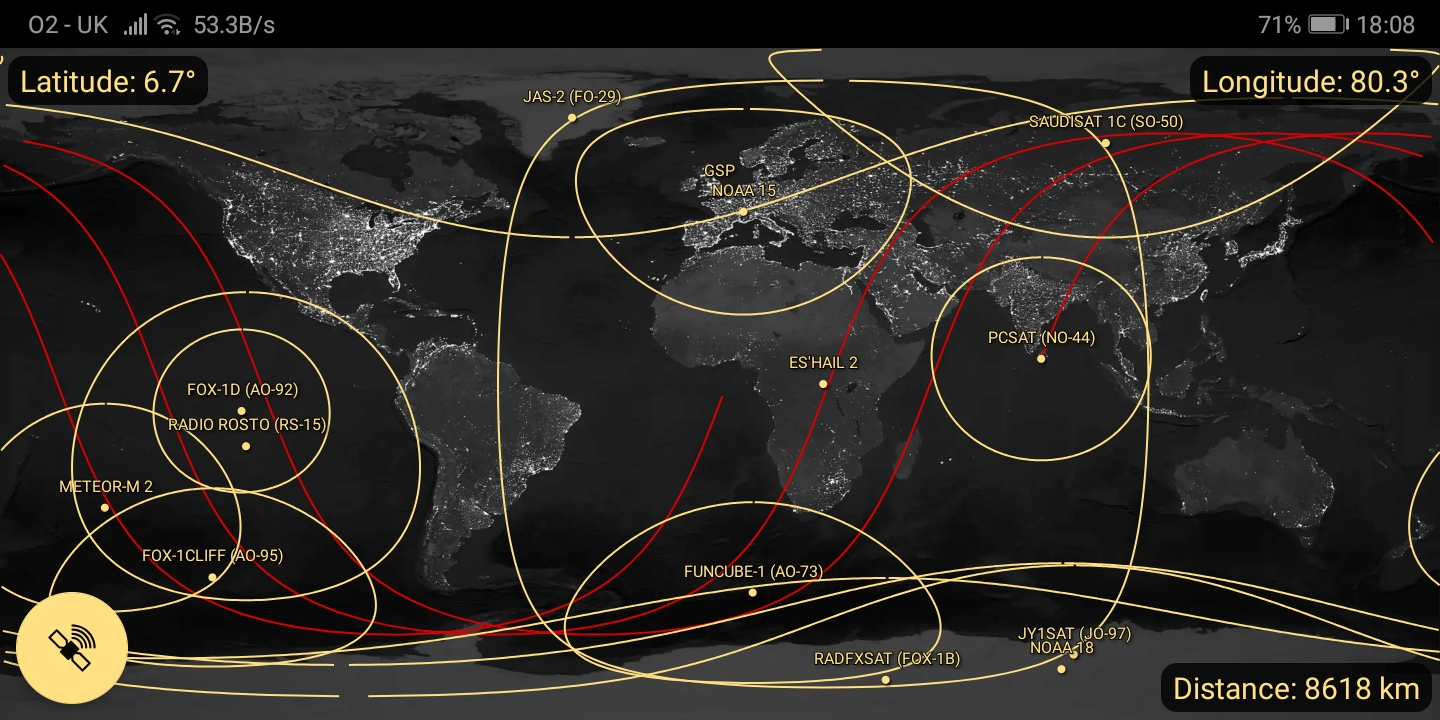 O2 - UK 53.3B/s 71% 18:08
Latitude: 6.7° Longitude: 80.3°
JAS-2 (FO-29)
SAUDISAT 1C (SO-50)
GSP
NOAA 15
PCSAT (NO-44)
ES'HAIL 2
FOX-1D (AO-92)
RADIO ROSTO (RS-15)
METEOR-M 2
FOX-1CLIFF (AO-95)
FUNCUBE-1 (AO-73)
JY1SAT (JO-97)
NOAA 18
RADFXSAT (FOX-1B)
Distance: 8618 km